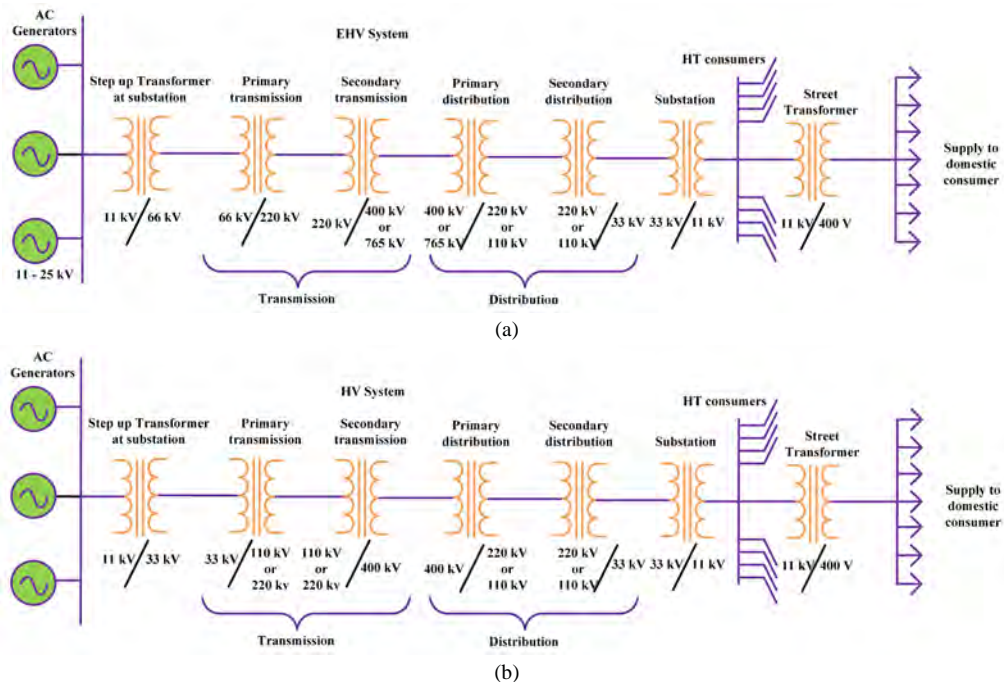 AC
Generators
EHV System
HT consumers
Step up Transformer
at substation
Primary
transmission
Secondary
transmission
Primary
distribution
Secondary
distribution
Substation
Street
Transformer
Supply to
domestic
consumer
11 kV 66 kV
66 kV 220 kV
220 kV
400 kV
or
765 kV
400 kV
or
765 kV
220 kV
or
110 kV
220 kV
or
110 kV
33 kV
33 kV 11 kV
11 kV 400 V
11 - 25 kV
Transmission
Distribution
(a)
AC
Generators
HV System
HT consumers
Step up Transformer
at substation
Primary
transmission
Secondary
transmission
Primary
distribution
Secondary
distribution
Substation
Street
Transformer
Supply to
domestic
consumer
11 kV 33 kV
33 kV
110 kV
or
220 kv
110 kV
or
220 kv
400 kV
400 kV
220 kV
or
110 kV
220 kV
or
110 kV
33 kV
33 kV 11 kV
11 kV 400 V
Transmission
Distribution
(b)